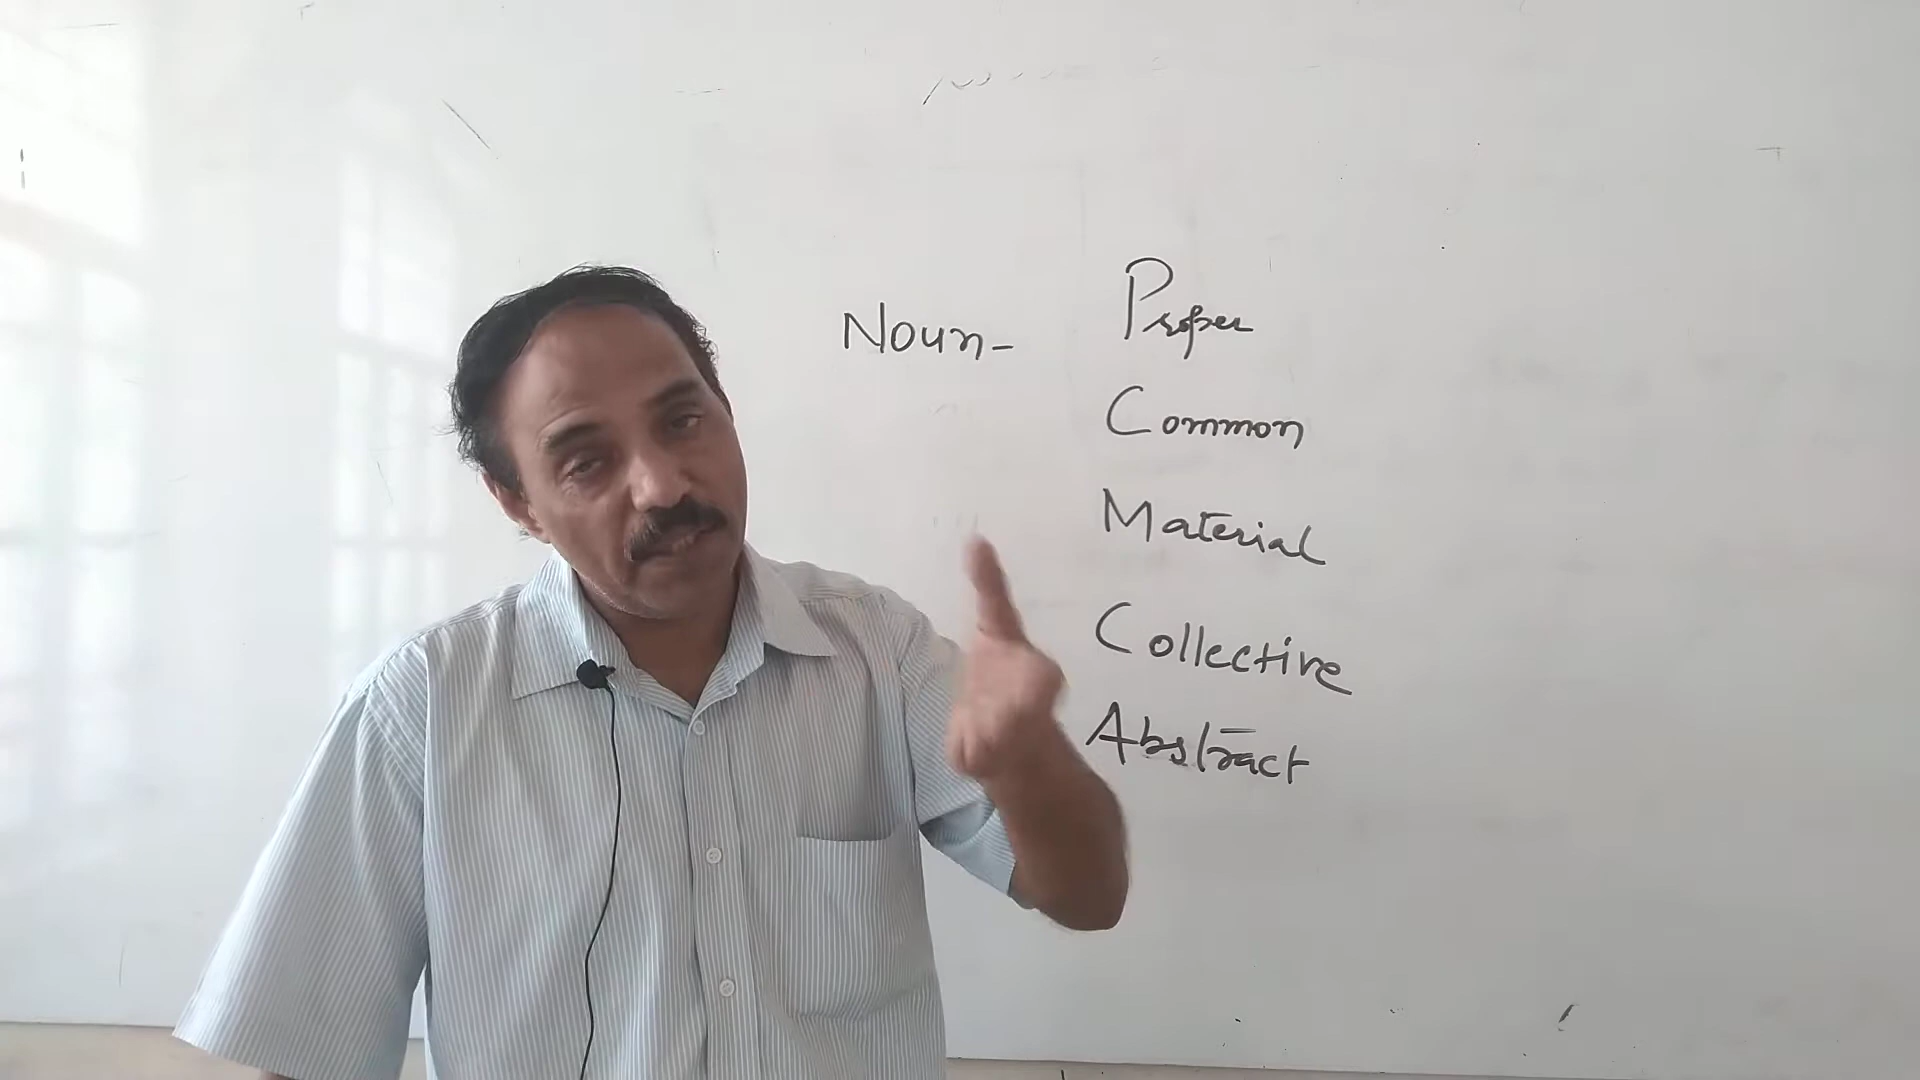 Noun-
Proper
Common
Material
Collective
Abstract